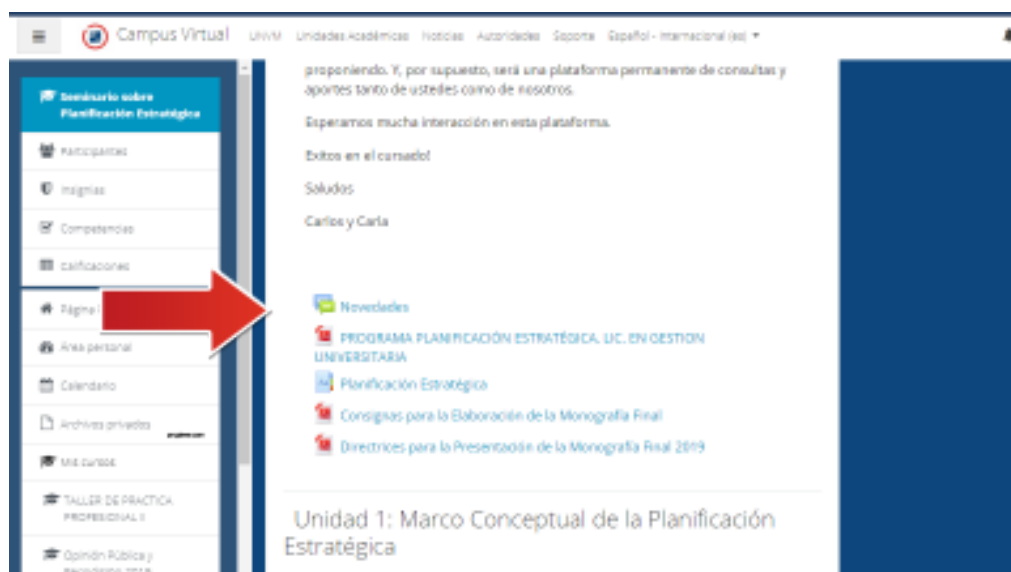 Campus Virtual UNVM Unidades Académicas Noticias Autoridades Soporte Español - Internacional (es)
Seminario sobre
Planificación Estratégica
Participantes
Insignias
Competencias
Calificaciones
Página
Área personal
Calendario
Archivos privados
Mis cursos
TALLER DE PRACTICA
PROFESIONAL II
Opinión Pública y
proponiendo. Y, por supuesto, será una plataforma permanente de consultas y
aportes tanto de ustedes como de nosotros.
Esperamos mucha interacción en esta plataforma.
Exitos en el cursado!
Saludos
Carlos y Carla
Novedades
PROGRAMA PLANIFICACIÓN ESTRATÉGICA. LIC. EN GESTION
UNIVERSITARIA
Planificación Estratégica
Consignas para la Elaboración de la Monografía Final
Directrices para la Presentación de la Monografía Final 2019
Unidad 1: Marco Conceptual de la Planificación
Estratégica